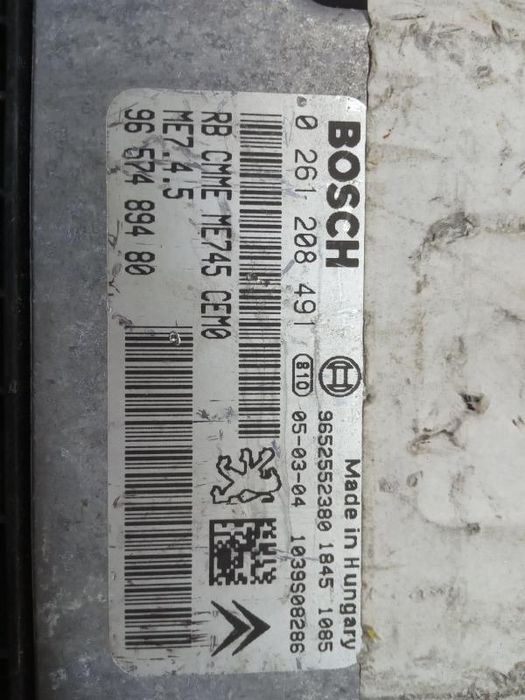 BOSCH
Made in Hungary
0 261 208 491
9652552380 1845 1085
810 05-03-04 1039S08286
RB CMME ME745 CEM0
ME7.4.5
96 574 894 80